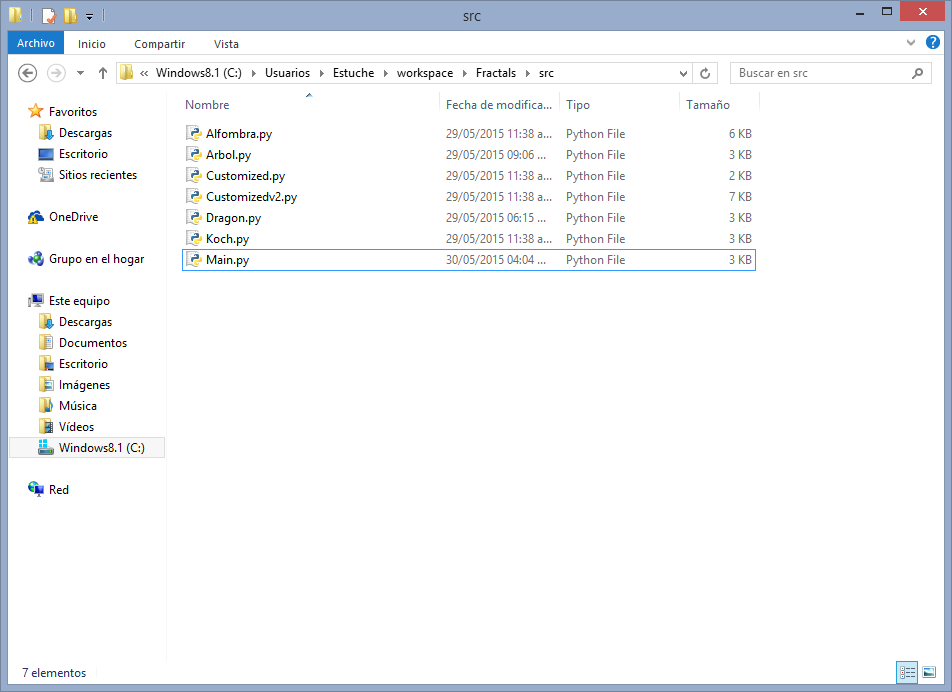 src
Archivo Inicio Compartir Vista
« Windows8.1 (C:) Usuarios Estuche workspace Fractals src Buscar en src
Favoritos
Descargas
Escritorio
Sitios recientes
OneDrive
Grupo en el hogar
Este equipo
Descargas
Documentos
Escritorio
Imágenes
Música
Vídeos
Windows8.1 (C:)
Red
Nombre Fecha de modifica... Tipo Tamaño
Alfombra.py 29/05/2015 11:38 a... Python File 6 KB
Arbol.py 29/05/2015 09:06 ... Python File 3 KB
Customized.py 29/05/2015 11:38 a... Python File 2 KB
Customizedv2.py 29/05/2015 11:38 a... Python File 7 KB
Dragon.py 29/05/2015 06:15 ... Python File 3 KB
Koch.py 29/05/2015 11:38 a... Python File 3 KB
Main.py 30/05/2015 04:04 ... Python File 3 KB
7 elementos